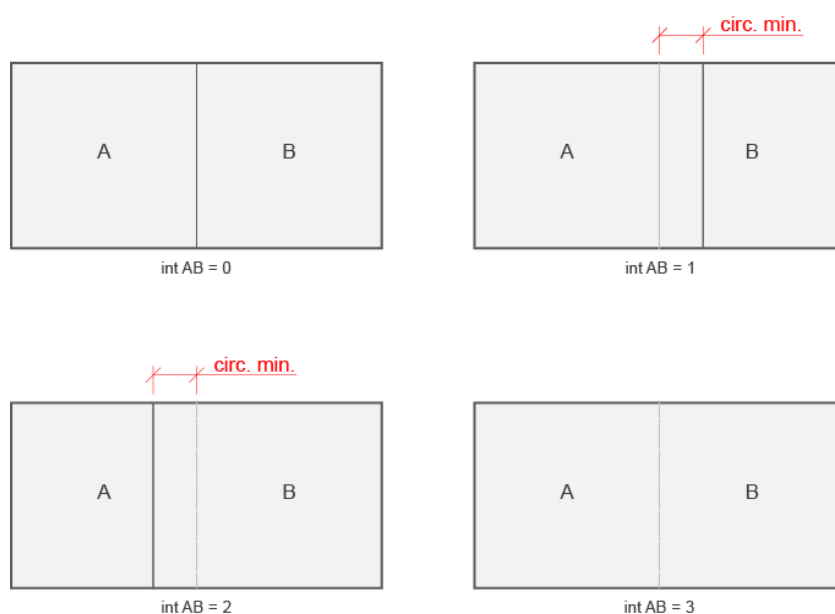 circ. min.
A B
A B
int AB = 0
int AB = 1
circ. min.
A B
A B
int AB = 2
int AB = 3